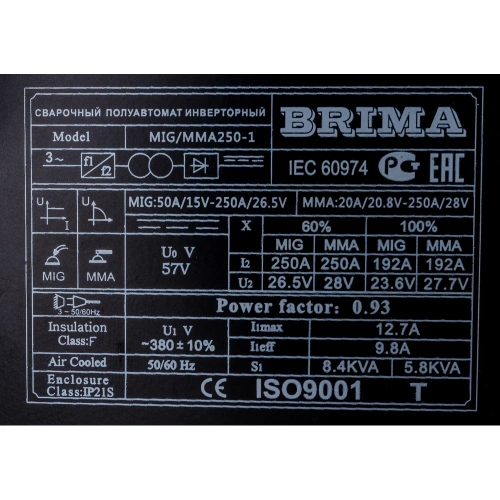 СВАРОЧНЫЙ ПОЛУАВТОМАТ ИНВЕРТОРНЫЙ
BRIMA
Model MIG/MMA250-1
3~ f1 f2 IEC 60974 PG EAC
U I U MIG:50A/15V-250A/26.5V MMA:20A/20.8V-250A/28V
X 60% 100%
MIG MMA U0 V 57V MIG MMA MIG MMA
I2 250A 250A 192A 192A
U2 26.5V 28V 23.6V 27.7V
3 ~ 50/60Hz Power factor: 0.93
Insulation Class:F U1 V ~380±10% I1max 12.7A
I1eff 9.8A
Air Cooled 50/60 Hz S1 8.4KVA 5.8KVA
Enclosure Class:IP21S CE ISO9001 T